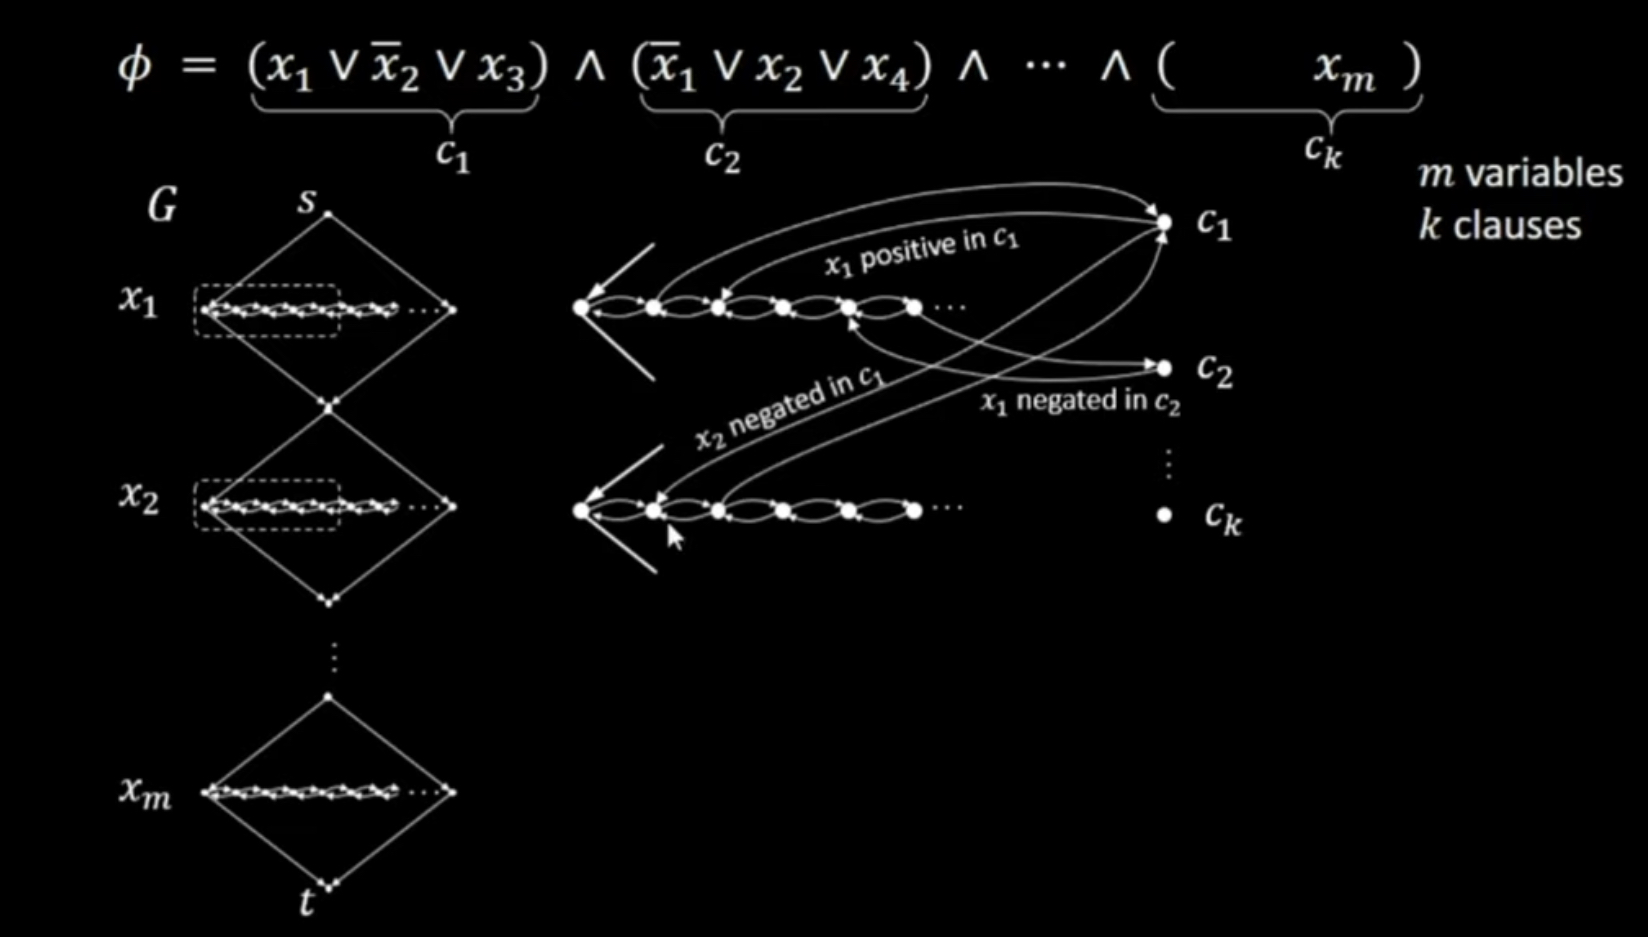 ϕ = (x₁ ∨ x̅₂ ∨ x₃) ∧ (x̅₁ ∨ x₂ ∨ x₄) ∧ ⋯ ∧ (      xₘ )
c₁ c₂ cₖ
m variables
k clauses
G s
x₁
x₁ positive in c₁
c₁
c₂
x₂ negated in c₁
x₁ negated in c₂
x₂
⋯
⋮
cₖ
⋮
xₘ
t